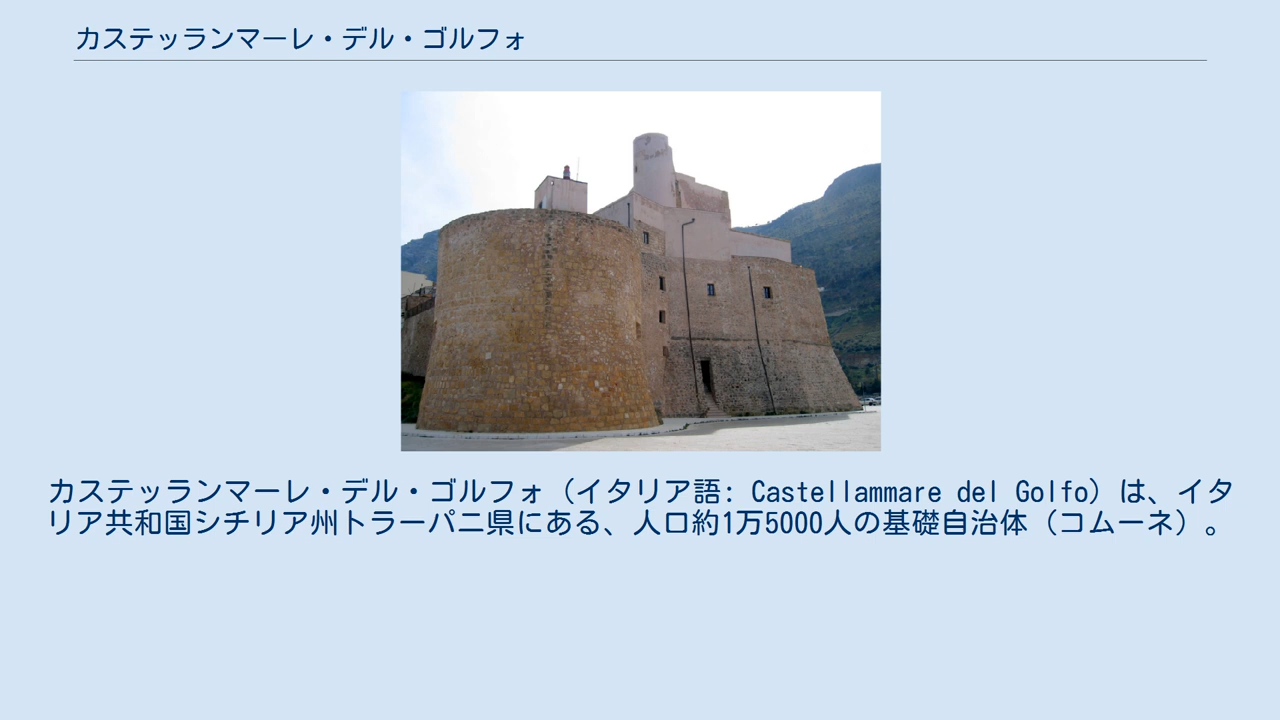 カステッランマーレ・デル・ゴルフォ
カステッランマーレ・デル・ゴルフォ（イタリア語: Castellammare del Golfo）は、イタ
リア共和国シチリア州トラーパニ県にある、人口約1万5000人の基礎自治体（コムーネ）。